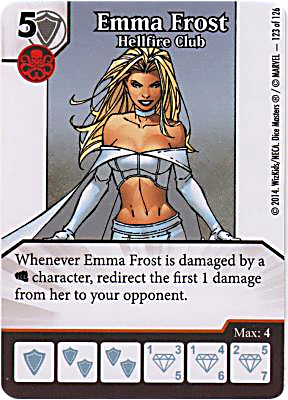 5
Emma Frost
Hellfire Club
Whenever Emma Frost is damaged by a
character, redirect the first 1 damage
from her to your opponent.
Max: 4
1 3
5
1 4
6
2 5
7
© 2014. WizKids/NECA. Dice Masters ® / © MARVEL — 123 of 126